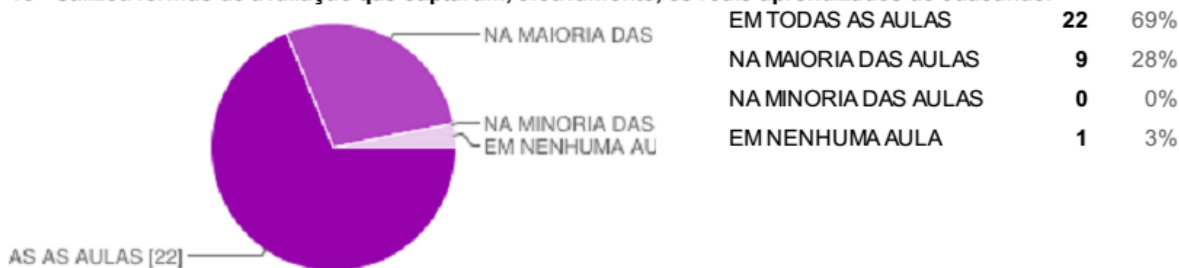 NA MAIORIA DAS
NA MINORIA DAS
EM NENHUMA AU
AS AS AULAS [22]
EM TODAS AS AULAS 22 69%
NA MAIORIA DAS AULAS 9 28%
NA MINORIA DAS AULAS 0 0%
EM NENHUMA AULA 1 3%